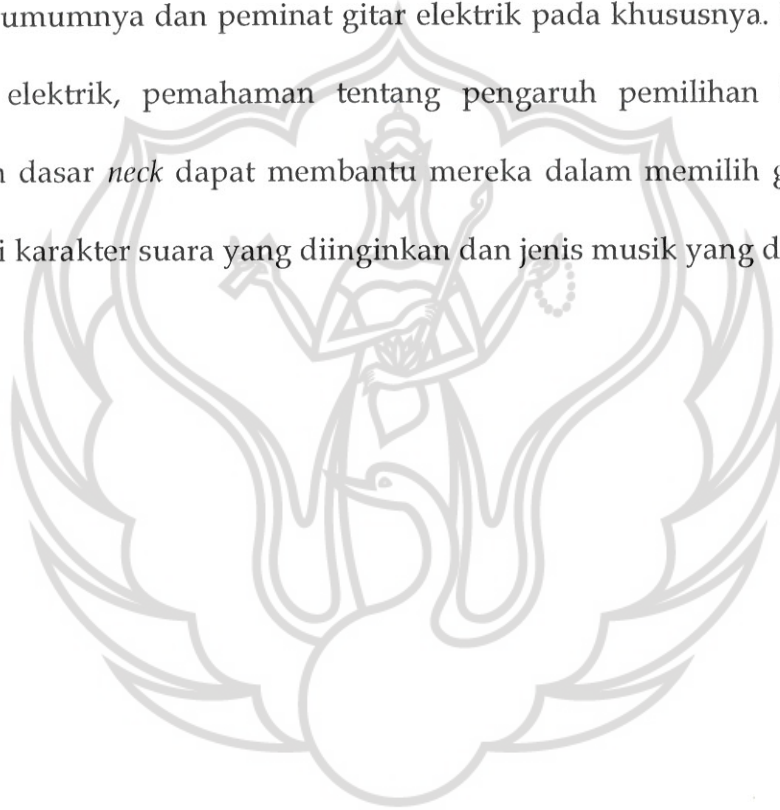 umumnya dan peminat gitar elektrik pada khususnya.
elektrik, pemahaman tentang pengaruh pemilihan
dasar neck dapat membantu mereka dalam memilih
karakter suara yang diinginkan dan jenis musik yang